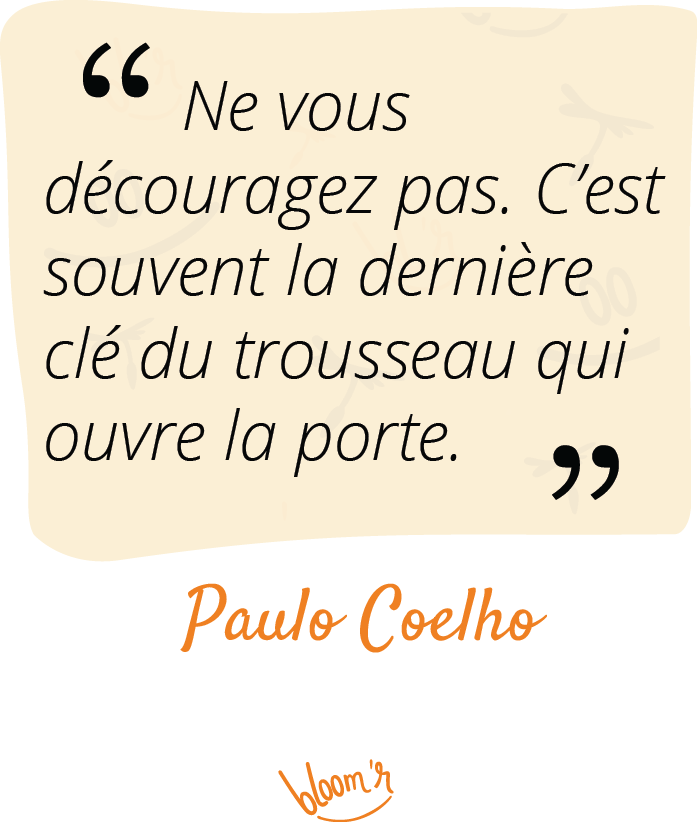 “ Ne vous
découragez pas. C’est
souvent la dernière
clé du trousseau qui
ouvre la porte. ”
Paulo Coelho
bloom'r